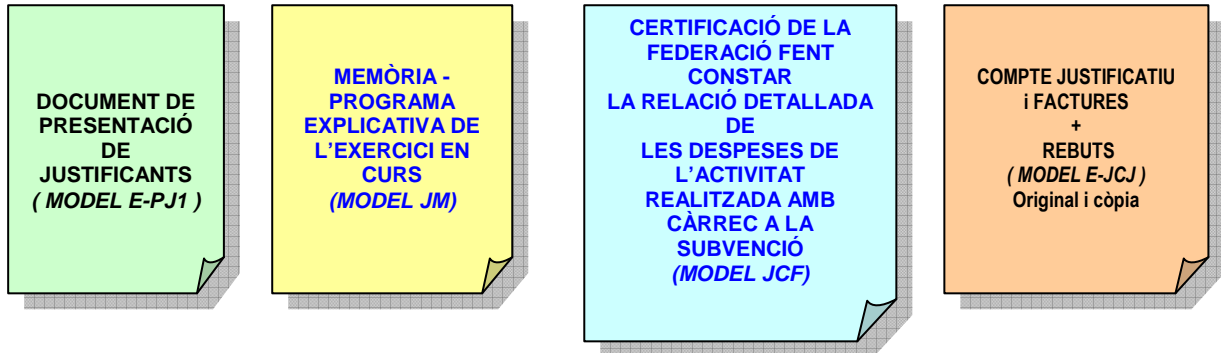 DOCUMENT DE
PRESENTACIÓ
DE
JUSTIFICANTS
( MODEL E-PJ1 )
MEMÒRIA -
PROGRAMA
EXPLICATIVA DE
L’EXERCICI EN
CURS
(MODEL JM)
CERTIFICACIÓ DE LA
FEDERACIÓ FENT
CONSTAR
LA RELACIÓ DETALLADA
DE
LES DESPESES DE
L’ACTIVITAT
REALITZADA AMB
CÀRREC A LA
SUBVENCIÓ
(MODEL JCF)
COMPTE JUSTIFICATIU
i FACTURES
+
REBUTS
( MODEL E-JCJ )
Original i còpia